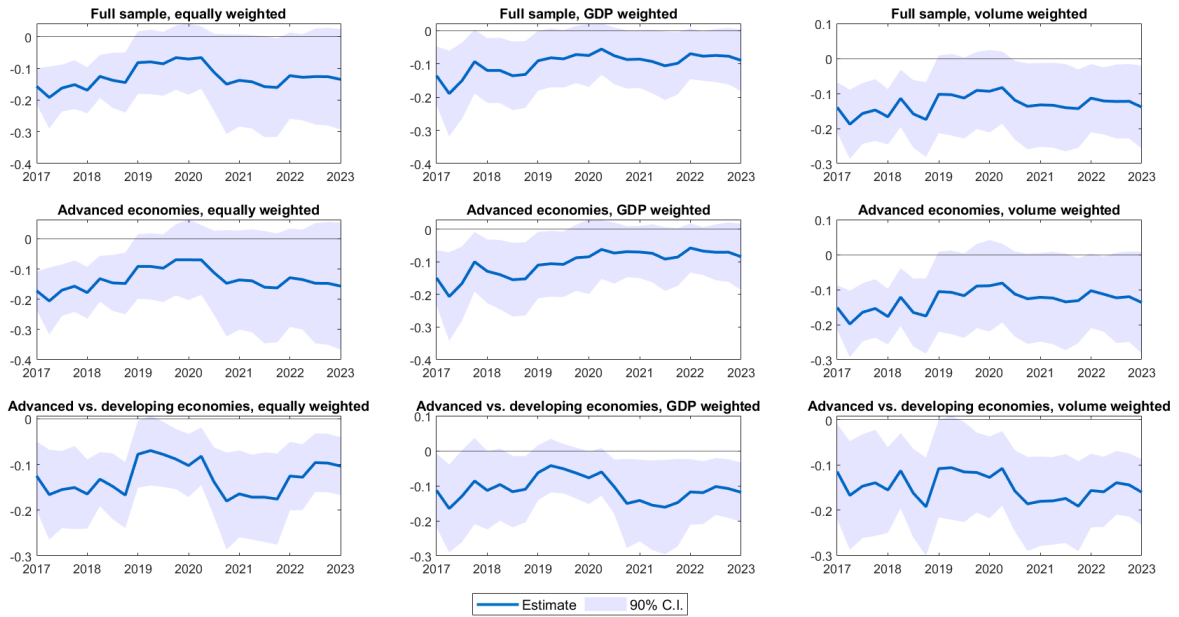 Full sample, equally weighted
0
-0.1
-0.2
-0.3
-0.4
2017 2018 2019 2020 2021 2022 2023
Full sample, GDP weighted
0
-0.1
-0.2
-0.3
-0.4
2017 2018 2019 2020 2021 2022 2023
Full sample, volume weighted
0.1
0
-0.1
-0.2
-0.3
2017 2018 2019 2020 2021 2022 2023
Advanced economies, equally weighted
0
-0.1
-0.2
-0.3
-0.4
2017 2018 2019 2020 2021 2022 2023
Advanced economies, GDP weighted
0
-0.1
-0.2
-0.3
-0.4
2017 2018 2019 2020 2021 2022 2023
Advanced economies, volume weighted
0.1
0
-0.1
-0.2
-0.3
2017 2018 2019 2020 2021 2022 2023
Advanced vs. developing economies, equally weighted
0
-0.1
-0.2
-0.3
2017 2018 2019 2020 2021 2022 2023
Advanced vs. developing economies, GDP weighted
0.1
0
-0.1
-0.2
-0.3
2017 2018 2019 2020 2021 2022 2023
Advanced vs. developing economies, volume weighted
0
-0.1
-0.2
-0.3
2017 2018 2019 2020 2021 2022 2023
Estimate 90% C.I.